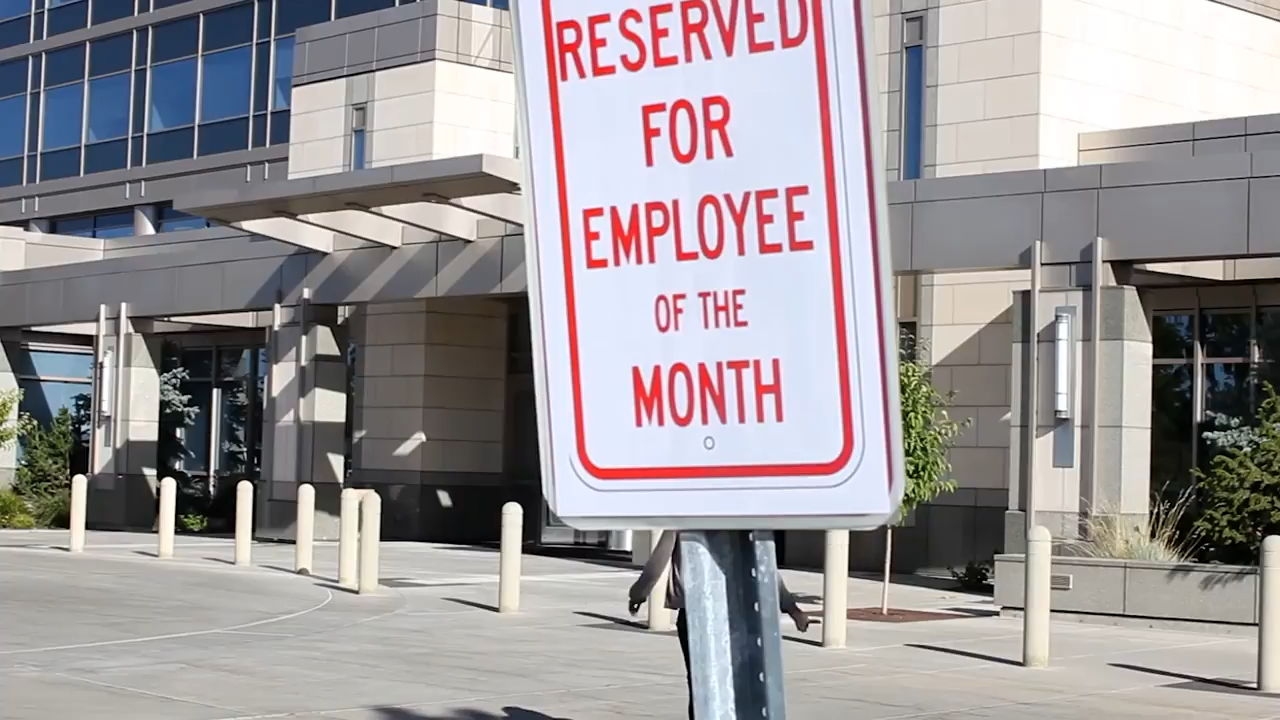 RESERVED
FOR
EMPLOYEE
OF THE
MONTH